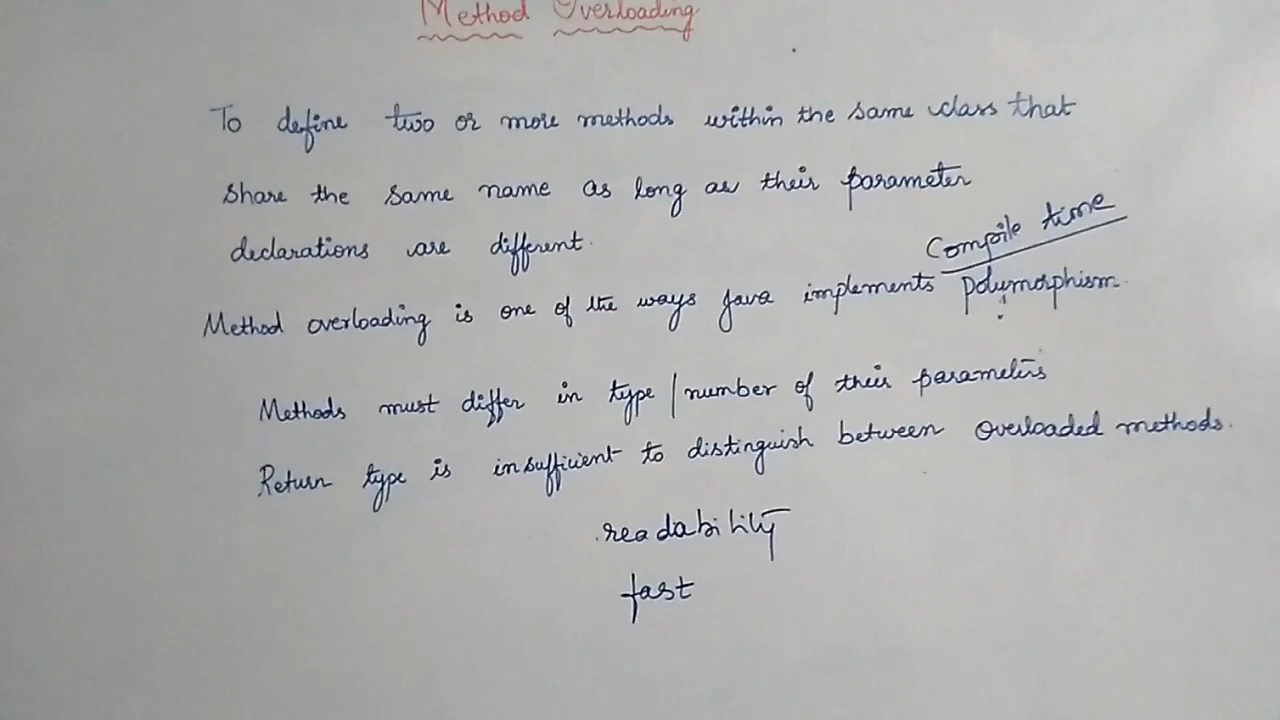 Method Overloading
To define two or more methods within the same class that
share the same name as long as their parameter
declarations are different.
Compile time
Method overloading is one of the ways Java implements polymorphism.
Methods must differ in type / number of their parameters
Return type is insufficient to distinguish between overloaded methods.
readability
fast